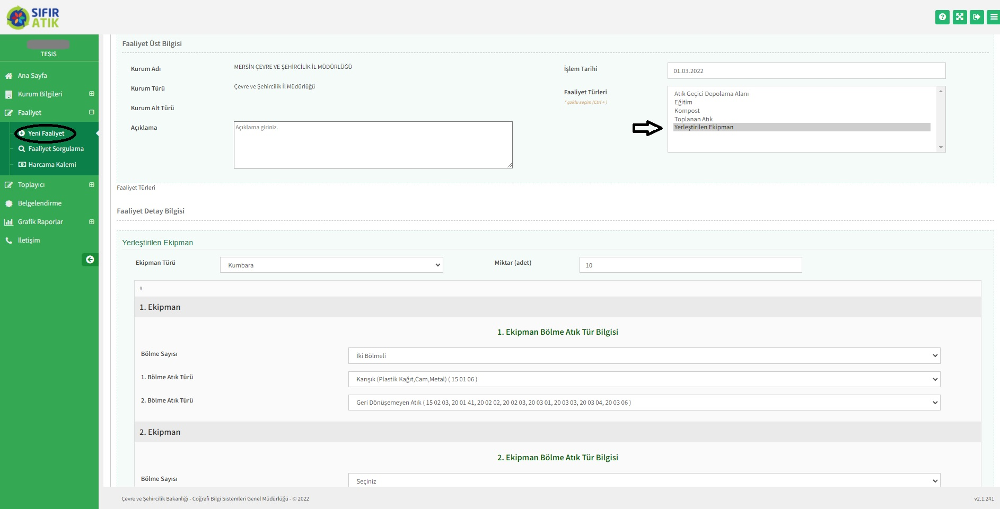 SIFIR
ATIK
TESIS
Ana Sayfa
Kurum Bilgileri
Faaliyet
Yeni Faaliyet
Faaliyet Sorgulama
Harcama Kalemi
Toplayıcı
Belgelendirme
Grafik Raporlar
İletişim
Faaliyet Üst Bilgisi
Kurum Adı
MERSİN ÇEVRE VE ŞEHİRCİLİK İL MÜDÜRLÜĞÜ
Kurum Türü
Çevre ve Şehircilik İl Müdürlüğü
Kurum Alt Türü
Açıklama
Açıklama giriniz.
İşlem Tarihi
01.03.2022
Faaliyet Türleri
* çoklu seçim (Ctrl + )
Atık Geçici Depolama Alanı
Eğitim
Kompost
Toplanan Atık
Yerleştirilen Ekipman
Faaliyet Türleri
Faaliyet Detay Bilgisi
Yerleştirilen Ekipman
Ekipman Türü
Kumbara
Miktar (adet)
10
#
1. Ekipman
1. Ekipman Bölme Atık Tür Bilgisi
Bölme Sayısı
İki Bölmeli
1. Bölme Atık Türü
Karışık (Plastik Kağıt,Cam,Metal) ( 15 01 06 )
2. Bölme Atık Türü
Geri Dönüşemeyen Atık ( 15 02 03, 20 01 41, 20 02 02, 20 02 03, 20 03 01, 20 03 03, 20 03 04, 20 03 06 )
2. Ekipman
2. Ekipman Bölme Atık Tür Bilgisi
Bölme Sayısı
Seçiniz
Çevre ve Şehircilik Bakanlığı - Coğrafi Bilgi Sistemleri Genel Müdürlüğü - © 2022
v2.1.241